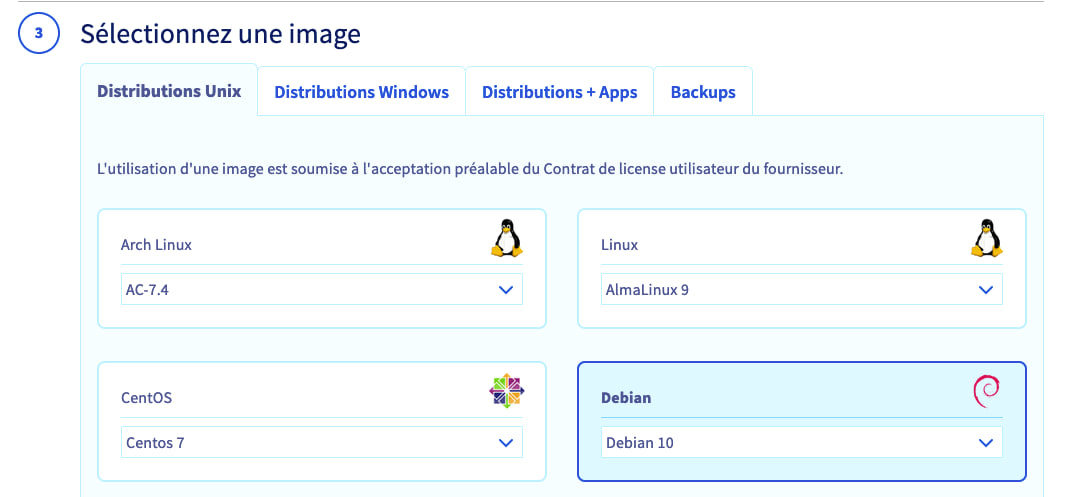 3
Sélectionnez une image
Distributions Unix
Distributions Windows
Distributions + Apps
Backups
L'utilisation d'une image est soumise à l'acceptation préalable du Contrat de license utilisateur du fournisseur.
Arch Linux
AC-7.4
Linux
AlmaLinux 9
CentOS
Centos 7
Debian
Debian 10